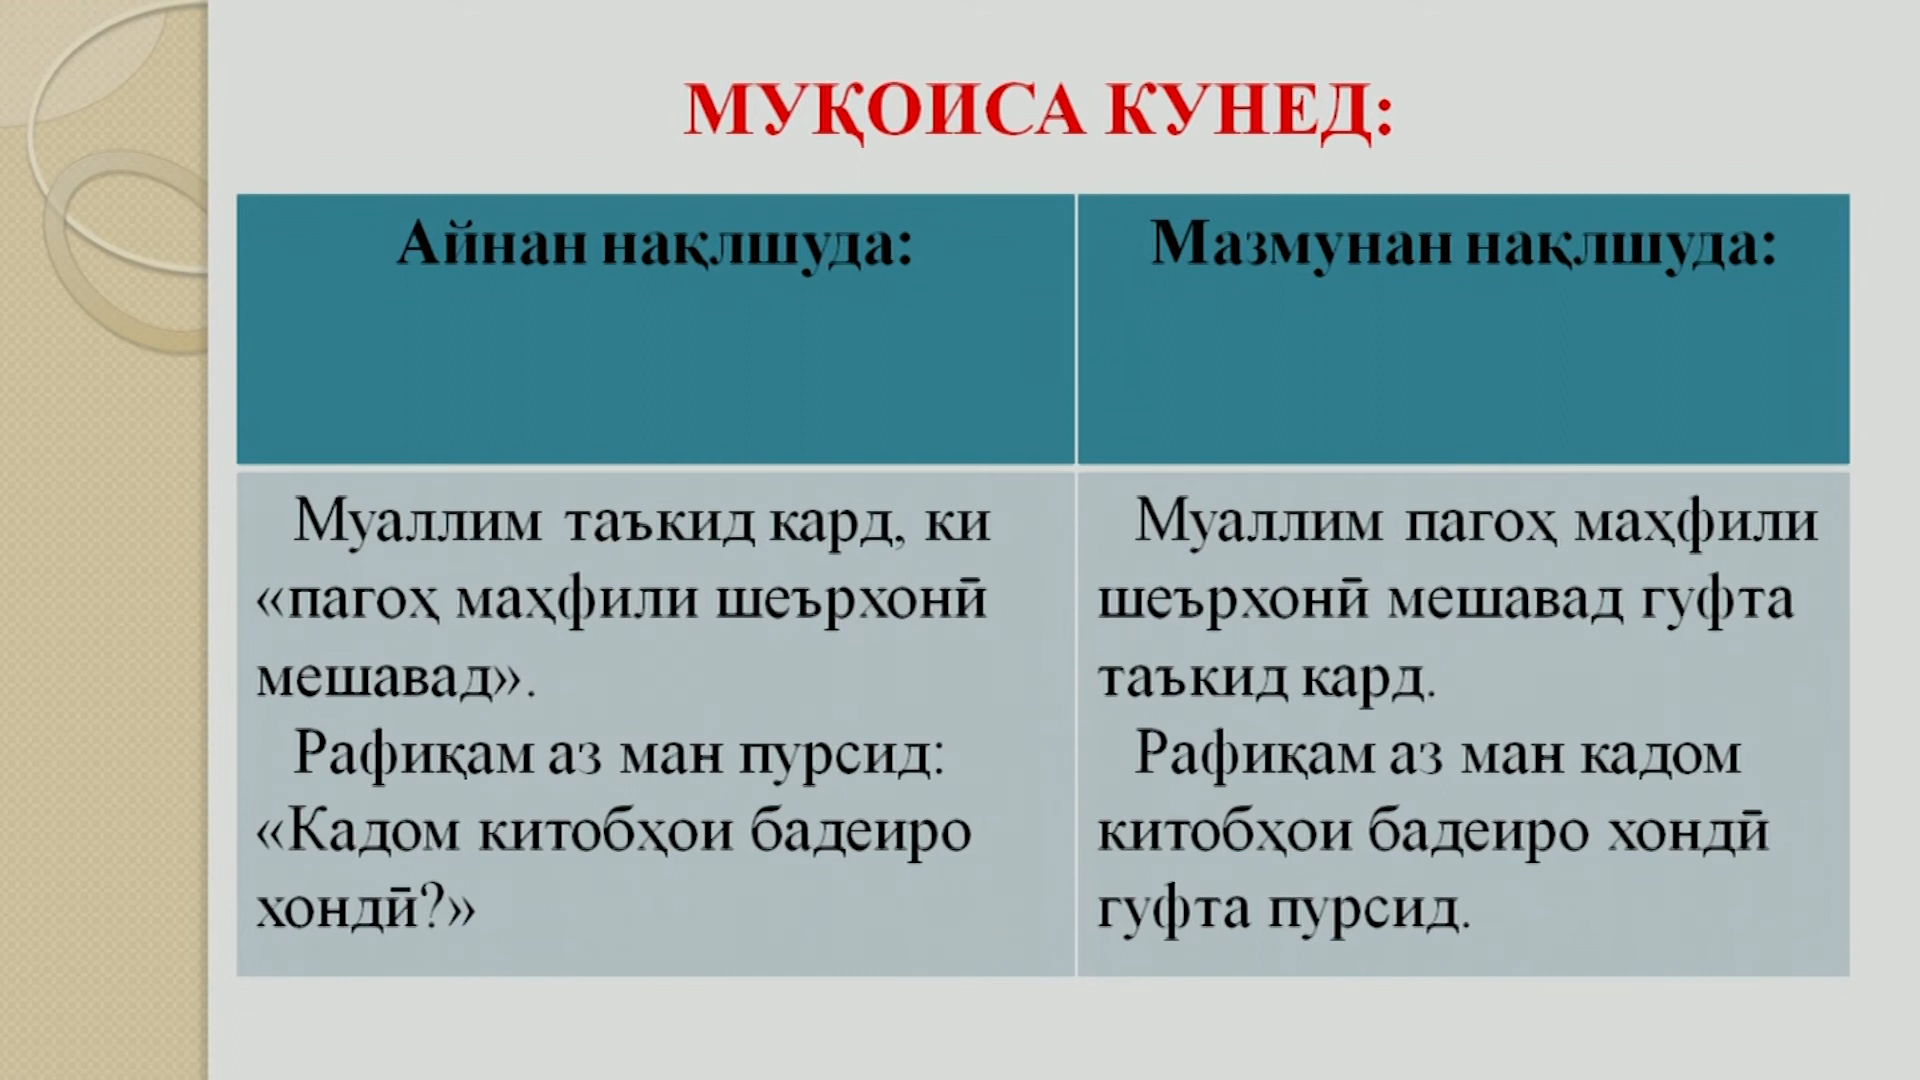 МУҚОИСА КУНЕД:
Айнан нақлшуда:
Муаллим таъкид кард, ки
«пагоҳ маҳфили шеърхонӣ
мешавад».
Рафиқам аз ман пурсид:
«Кадом китобҳои бадеиро
хондӣ?»
Мазмунан нақлшуда:
Муаллим пагоҳ маҳфили
шеърхонӣ мешавад гуфта
таъкид кард.
Рафиқам аз ман кадом
китобҳои бадеиро хондӣ
гуфта пурсид.